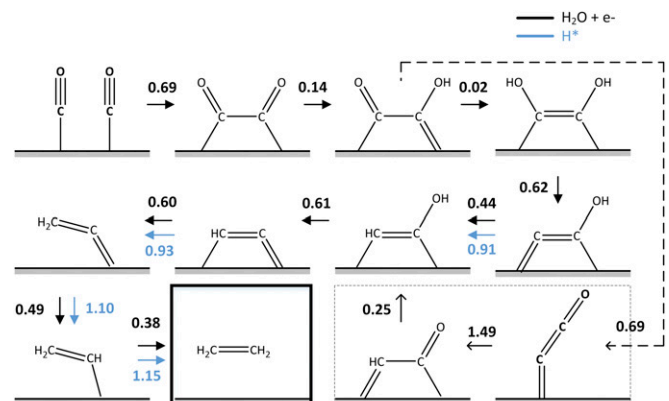 H₂O + e-
H*
O O
C C
0.69
O O
C C
0.14
O OH
C C
0.02
HO OH
C C
0.62
H₂C C
C
0.60
0.93
HC C
0.61
OH
HC C
0.44
0.91
OH
C C
0.49
1.10
H₂C CH
0.38
1.15
H₂C CH₂
0.25
O
HC C
1.49
O
C
C
0.69